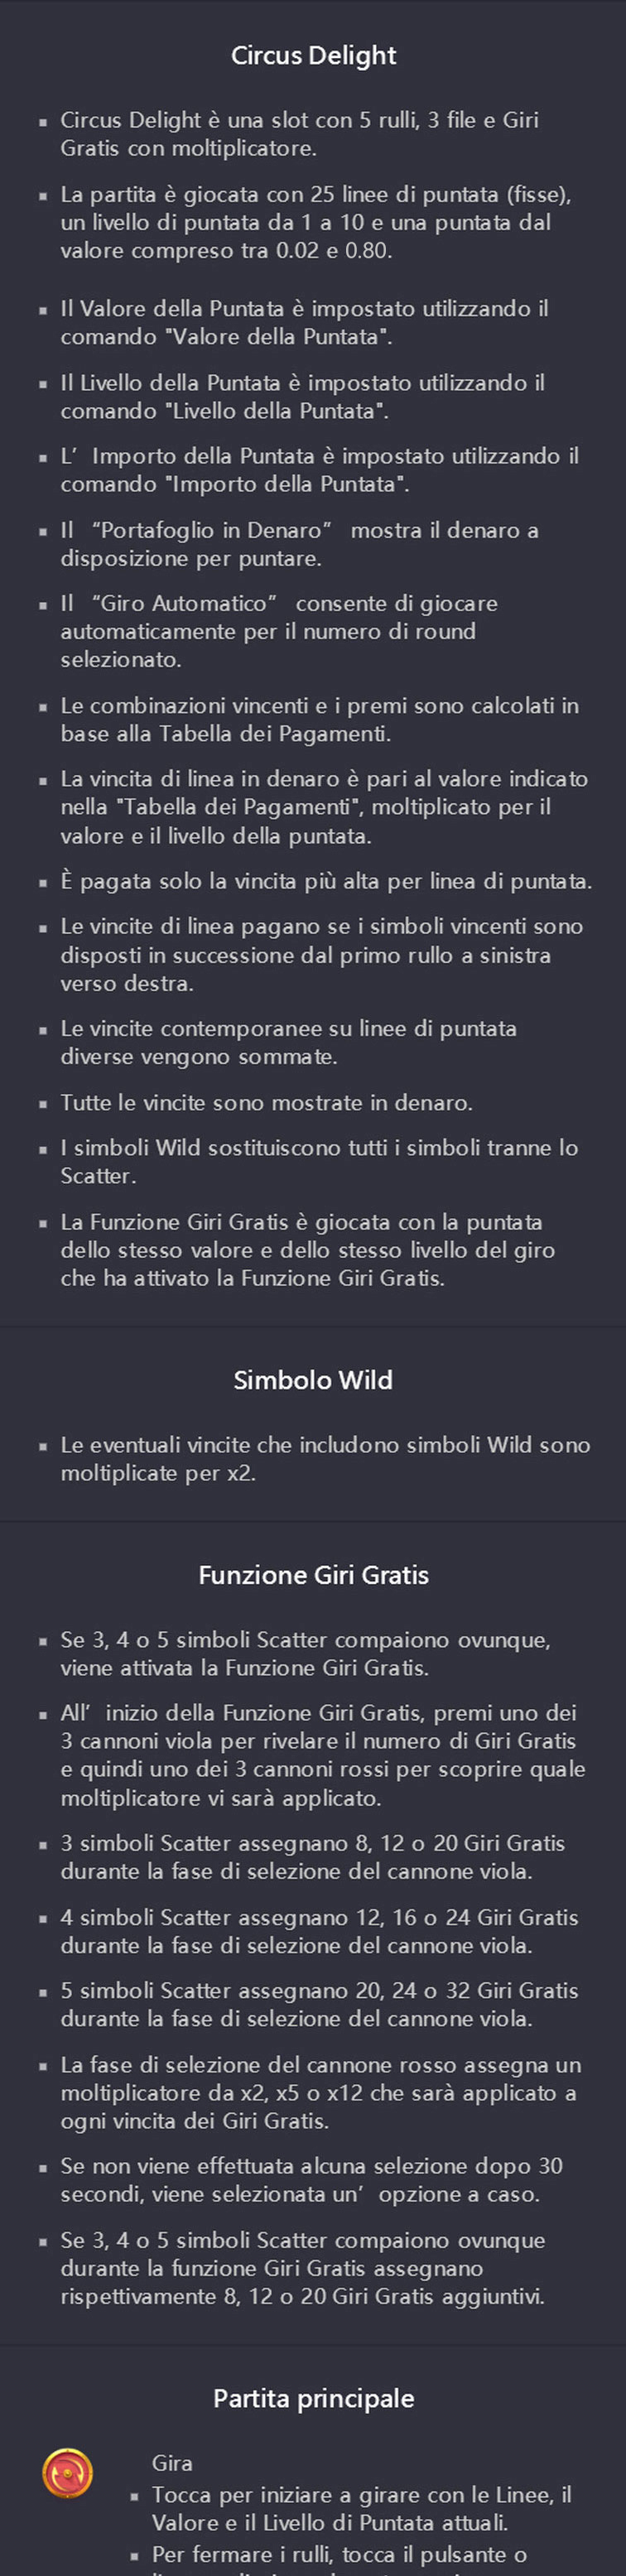 Circus Delight
▪ Circus Delight è una slot con 5 rulli, 3 file e Giri
Gratis con moltiplicatore.
▪ La partita è giocata con 25 linee di puntata (fisse),
un livello di puntata da 1 a 10 e una puntata dal
valore compreso tra 0.02 e 0.80.
▪ Il Valore della Puntata è impostato utilizzando il
comando "Valore della Puntata".
▪ Il Livello della Puntata è impostato utilizzando il
comando "Livello della Puntata".
▪ L’ Importo della Puntata è impostato utilizzando il
comando "Importo della Puntata".
▪ Il “Portafoglio in Denaro” mostra il denaro a
disposizione per puntare.
▪ Il “Giro Automatico” consente di giocare
automaticamente per il numero di round
selezionato.
▪ Le combinazioni vincenti e i premi sono calcolati in
base alla Tabella dei Pagamenti.
▪ La vincita di linea in denaro è pari al valore indicato
nella "Tabella dei Pagamenti", moltiplicato per il
valore e il livello della puntata.
▪ È pagata solo la vincita più alta per linea di puntata.
▪ Le vincite di linea pagano se i simboli vincenti sono
disposti in successione dal primo rullo a sinistra
verso destra.
▪ Le vincite contemporanee su linee di puntata
diverse vengono sommate.
▪ Tutte le vincite sono mostrate in denaro.
▪ I simboli Wild sostituiscono tutti i simboli tranne lo
Scatter.
▪ La Funzione Giri Gratis è giocata con la puntata
dello stesso valore e dello stesso livello del giro
che ha attivato la Funzione Giri Gratis.
Simbolo Wild
▪ Le eventuali vincite che includono simboli Wild sono
moltiplicate per x2.
Funzione Giri Gratis
▪ Se 3, 4 o 5 simboli Scatter compaiono ovunque,
viene attivata la Funzione Giri Gratis.
▪ All’ inizio della Funzione Giri Gratis, premi uno dei
3 cannoni viola per rivelare il numero di Giri Gratis
e quindi uno dei 3 cannoni rossi per scoprire quale
moltiplicatore vi sarà applicato.
▪ 3 simboli Scatter assegnano 8, 12 o 20 Giri Gratis
durante la fase di selezione del cannone viola.
▪ 4 simboli Scatter assegnano 12, 16 o 24 Giri Gratis
durante la fase di selezione del cannone viola.
▪ 5 simboli Scatter assegnano 20, 24 o 32 Giri Gratis
durante la fase di selezione del cannone viola.
▪ La fase di selezione del cannone rosso assegna un
moltiplicatore da x2, x5 o x12 che sarà applicato a
ogni vincita dei Giri Gratis.
▪ Se non viene effettuata alcuna selezione dopo 30
secondi, viene selezionata un’ opzione a caso.
▪ Se 3, 4 o 5 simboli Scatter compaiono ovunque
durante la funzione Giri Gratis assegnano
rispettivamente 8, 12 o 20 Giri Gratis aggiuntivi.
Partita principale
Gira
▪ Tocca per iniziare a girare con le Linee, il
Valore e il Livello di Puntata attuali.
▪ Per fermare i rulli, tocca il pulsante o